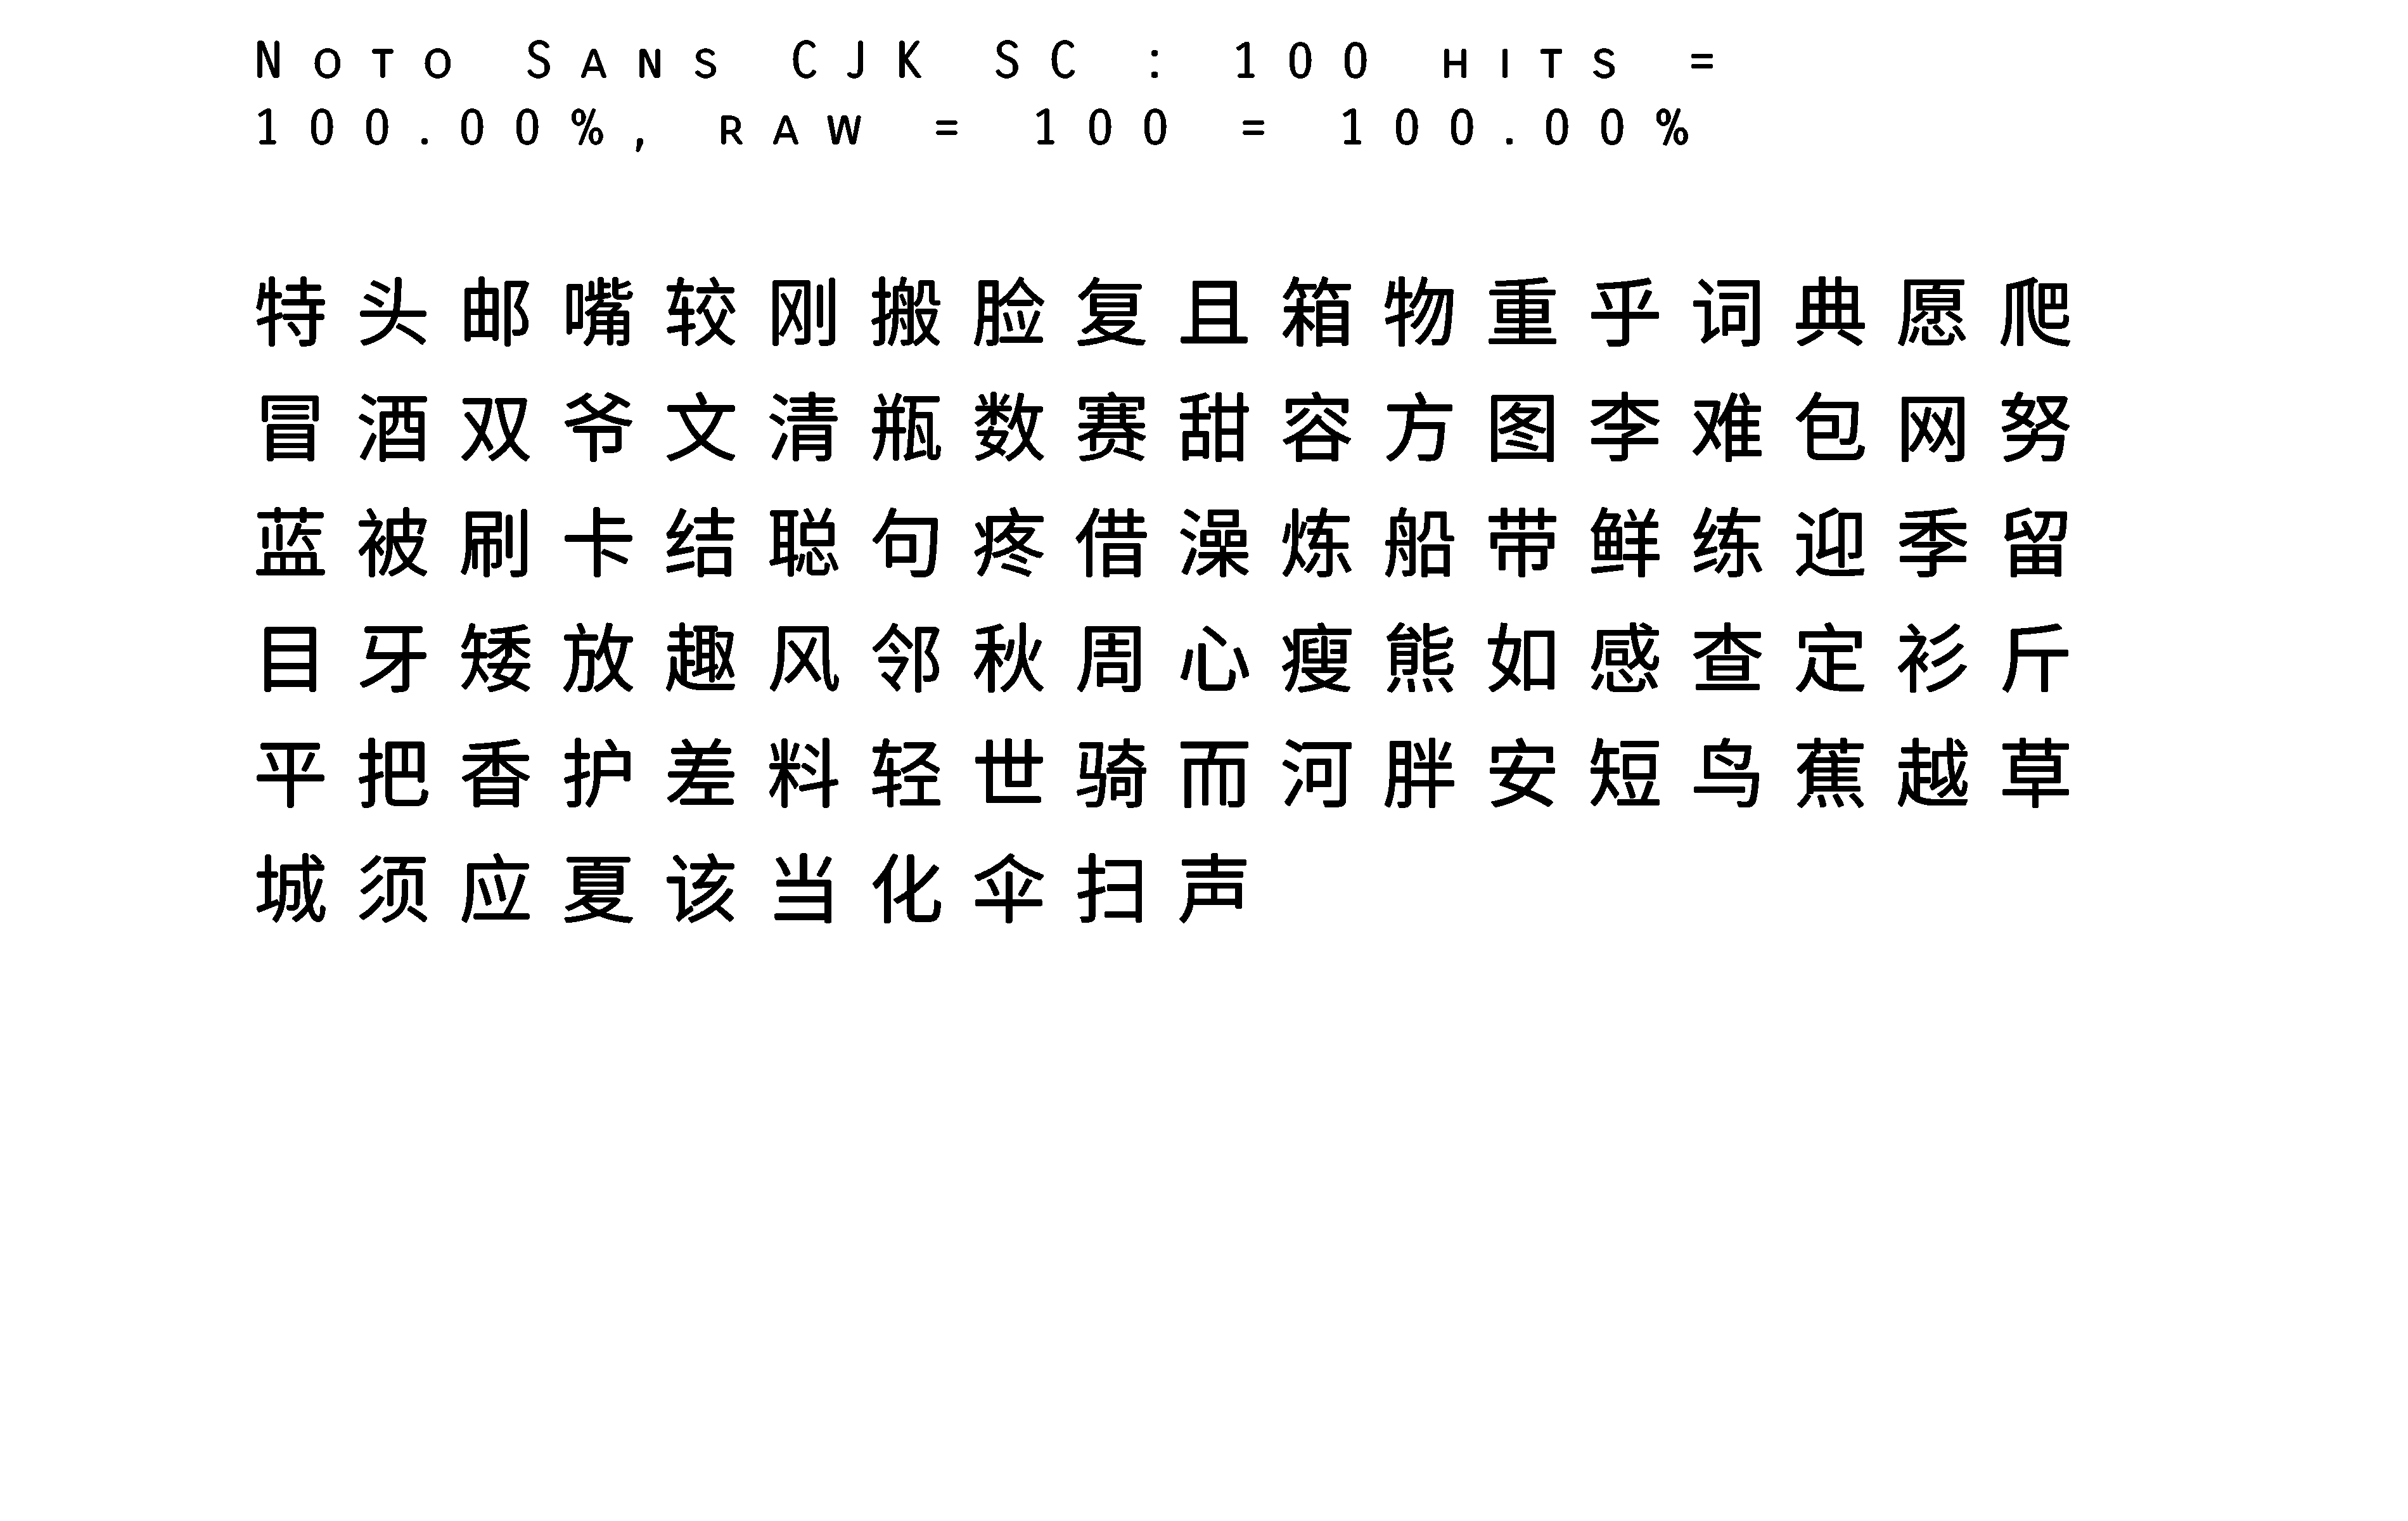 Noto Sans CJK SC : 100 hits =
100.00%, raw = 100 = 100.00%
特头邮嘴较刚搬脸复且箱物重乎词典愿爬
冒酒双爷文清瓶数赛甜容方图李难包网努
蓝被刷卡结聪句疼借澡炼船带鲜练迎季留
目牙矮放趣风邻秋周心瘦熊如感查定衫斤
平把香护差料轻世骑而河胖安短鸟蕉越草
城须应夏该当化伞扫声